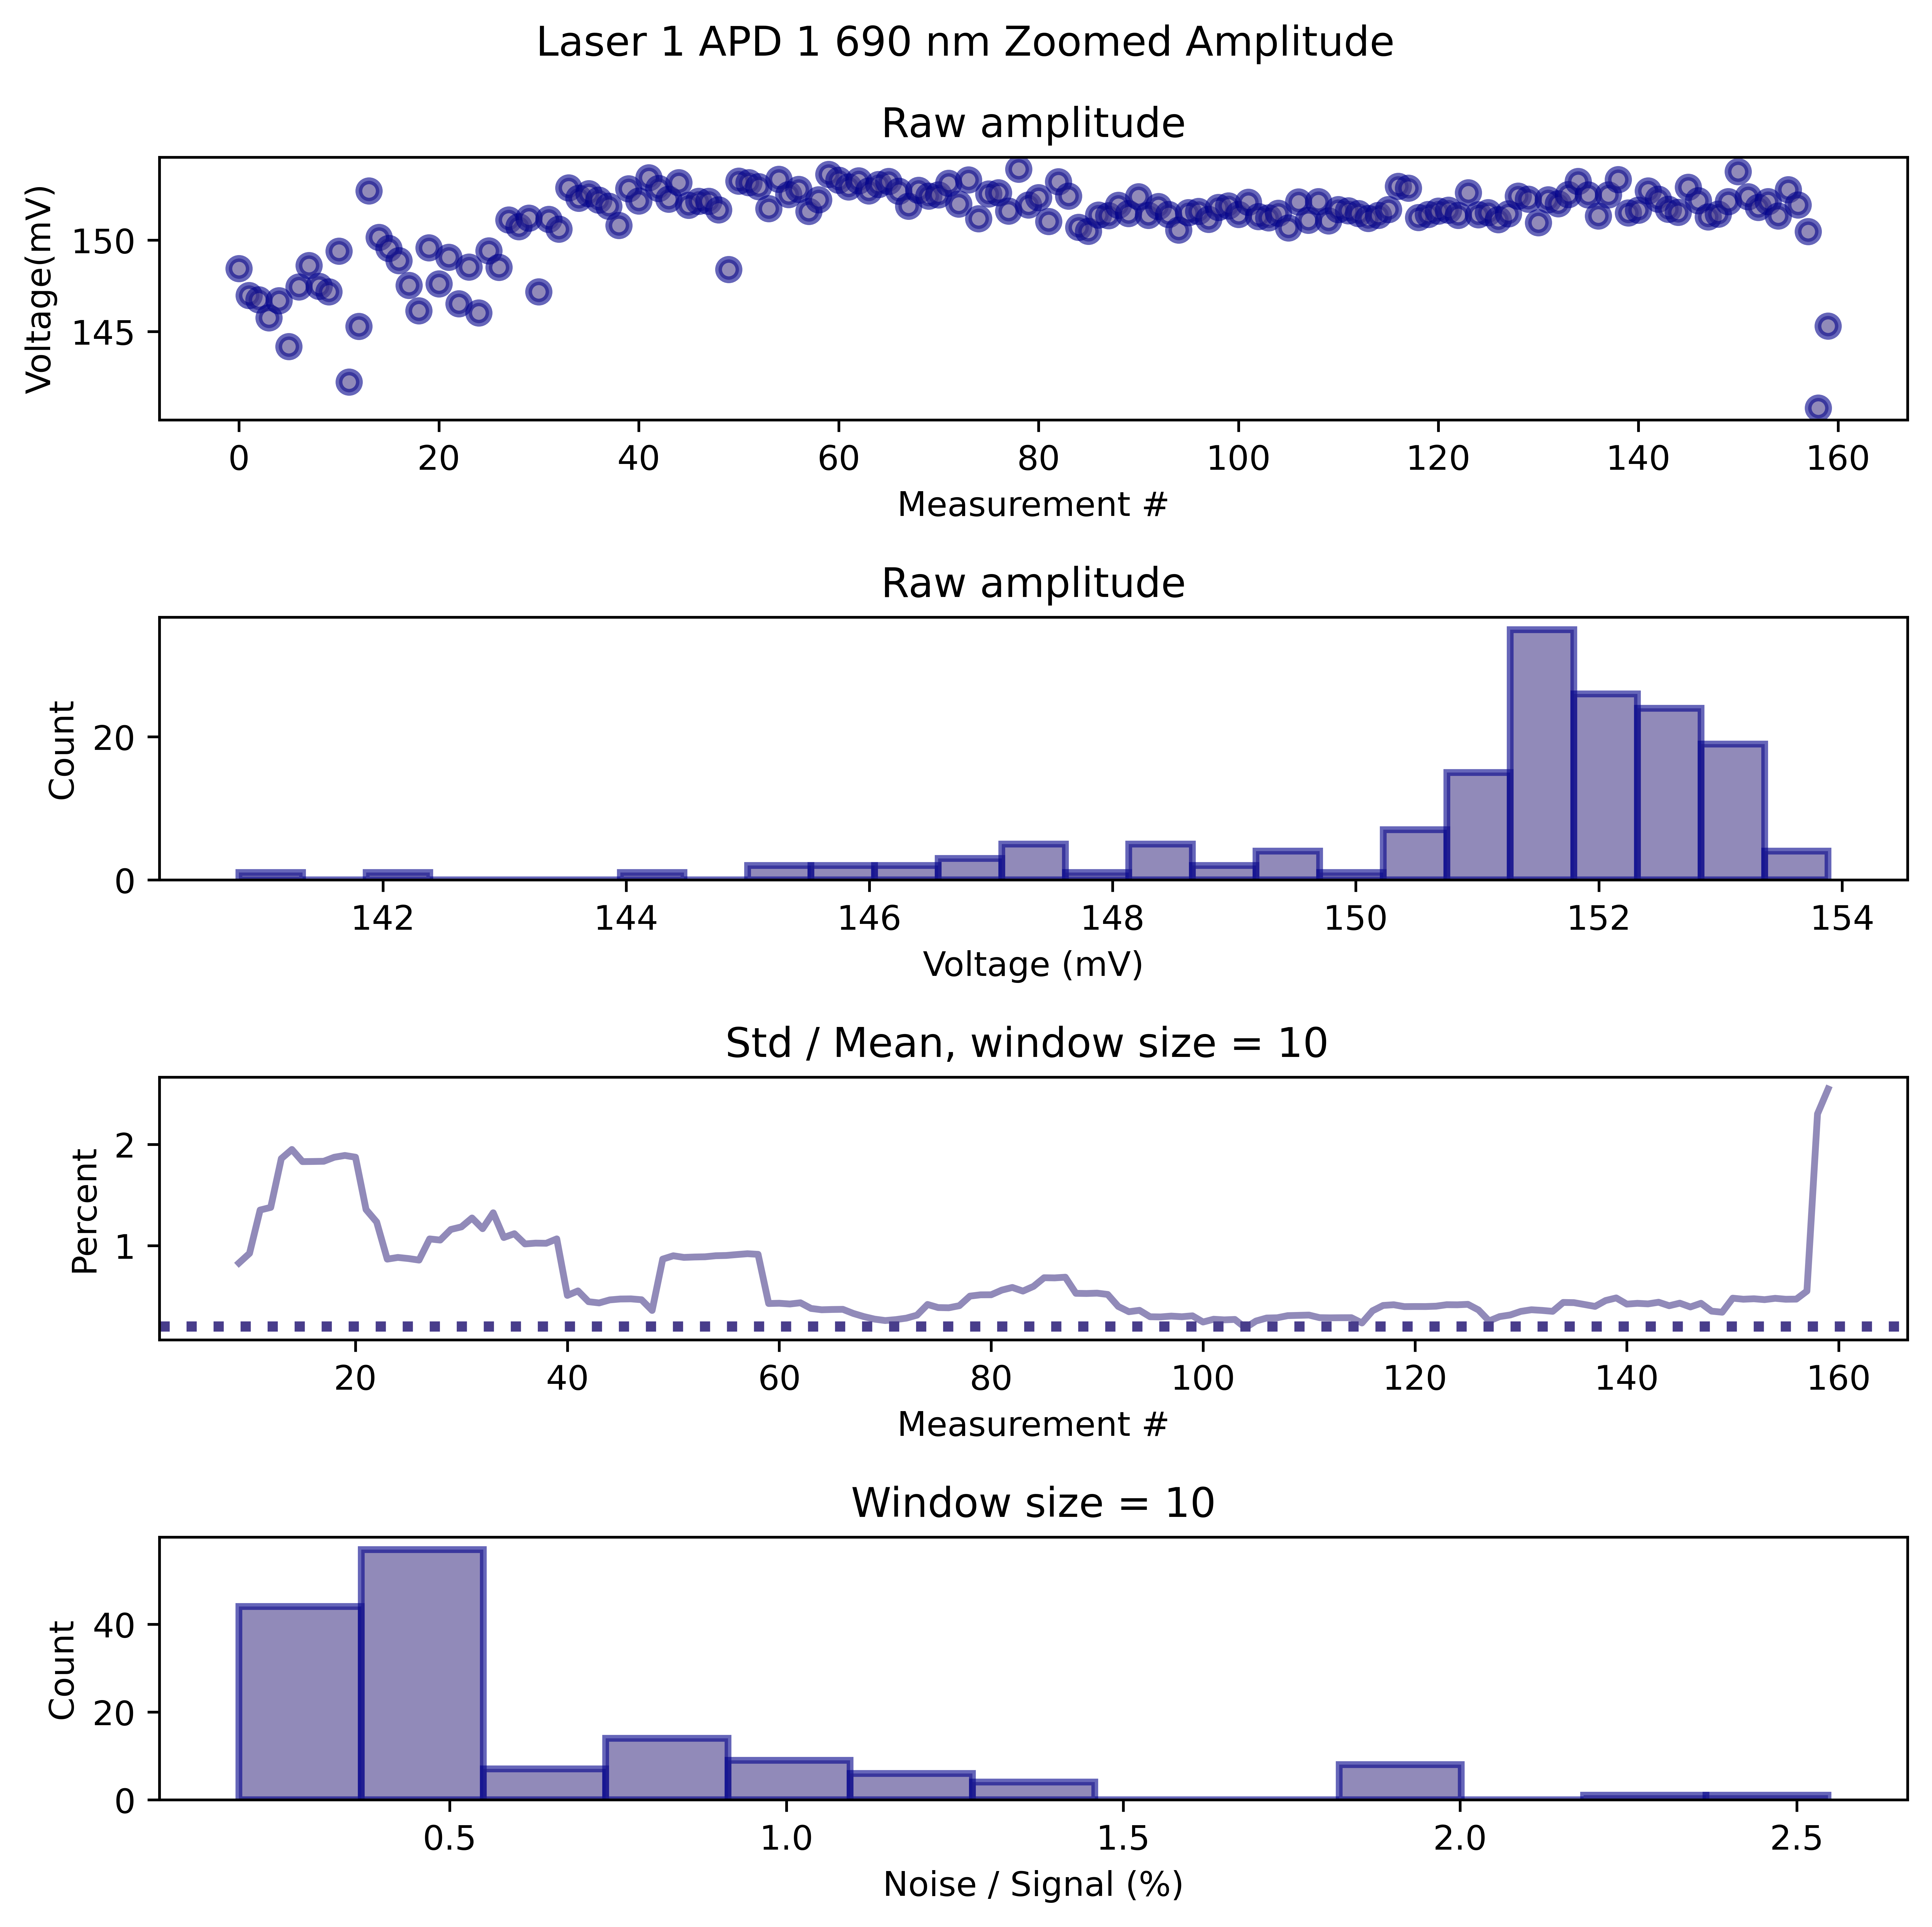 Laser 1 APD 1 690 nm Zoomed Amplitude
Raw amplitude
Voltage(mV)
150
145
0 20 40 60 80 100 120 140 160
Measurement #
Raw amplitude
Count
20
0
142 144 146 148 150 152 154
Voltage (mV)
Std / Mean, window size = 10
Percent
2
1
20 40 60 80 100 120 140 160
Measurement #
Window size = 10
Count
40
20
0
0.5 1.0 1.5 2.0 2.5
Noise / Signal (%)